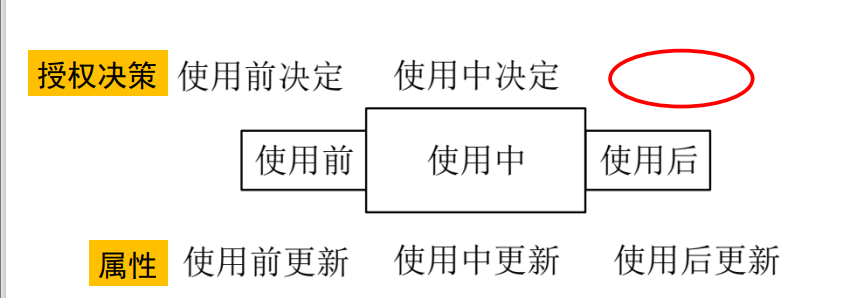 授权决策 使用前决定 使用中决定
使用前 使用中 使用后
属性 使用前更新 使用中更新 使用后更新